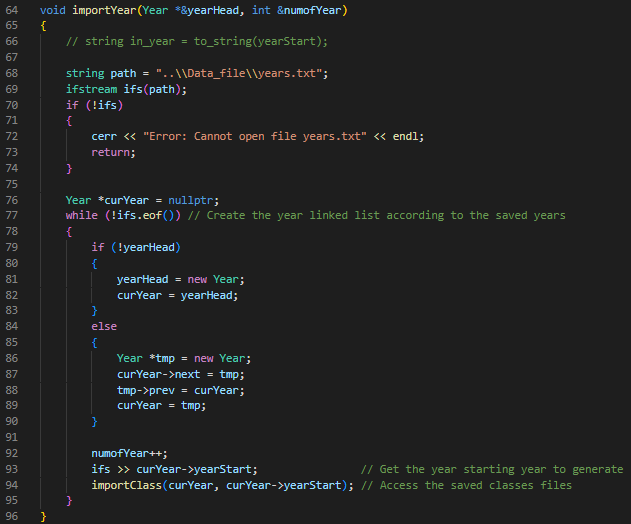 64 void importYear(Year *&yearHead, int &numofYear)
65 {
66     // string in_year = to_string(yearStart);
67
68     string path = "..\\Data_file\\years.txt";
69     ifstream ifs(path);
70     if (!ifs)
71     {
72         cerr << "Error: Cannot open file years.txt" << endl;
73         return;
74     }
75
76     Year *curYear = nullptr;
77     while (!ifs.eof()) // Create the year linked list according to the saved years
78     {
79         if (!yearHead)
80         {
81             yearHead = new Year;
82             curYear = yearHead;
83         }
84         else
85         {
86             Year *tmp = new Year;
87             curYear->next = tmp;
88             tmp->prev = curYear;
89             curYear = tmp;
90         }
91
92         numofYear++;
93         ifs >> curYear->yearStart;                // Get the year starting year to generate
94         importClass(curYear, curYear->yearStart); // Access the saved classes files
95     }
96 }